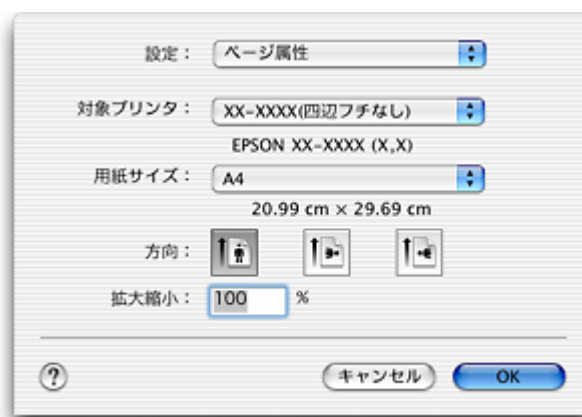 設定： ページ属性
対象プリンタ： XX-XXXX(四辺フチなし)
EPSON XX-XXXX (X,X)
用紙サイズ： A4
20.99 cm × 29.69 cm
方向：
拡大縮小： 100 %
? キャンセル OK